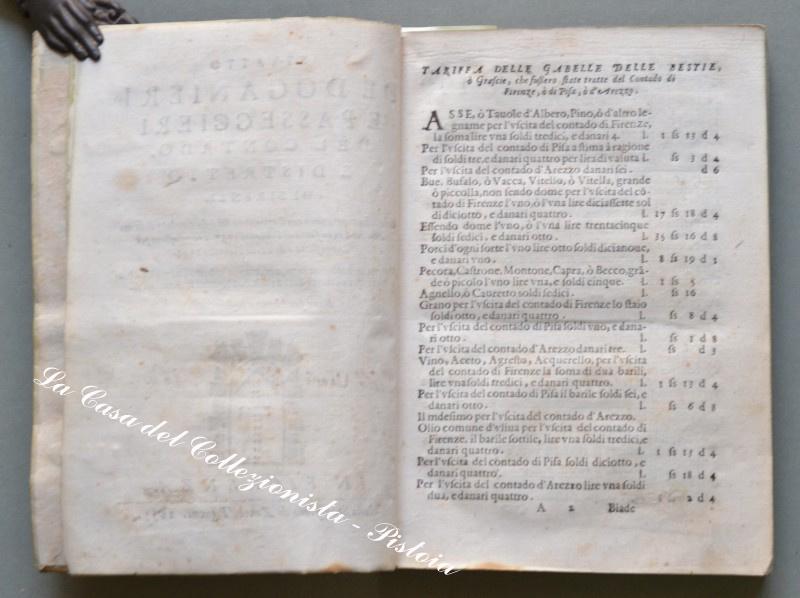 TARIFFA DELLE GABELLE DELLE BESTIE,
ò Grascie, che fussero state tratte del Contado di
Firenze, ò di Pisa, ò d'Arezzo.
ASSE, ò Tauole d'Albero, Pino, ò d'altro le-
gname per l'vscita del contado di Firenze,
la soma lire vna soldi tredici, e danari 4. l. 1 ss 13 d 4
Per l'vscita del contado di Pisa a stima à ragione
di soldi tre, e danari quattro per lira di valuta l. ss 3 d 4
Per l'vscita del contado d'Arezzo danari sei. d 6
Bue, Bufalo, ò Vacca, Vitello, ò Vitella, grande
ò piccolla, non sendo dome per l'vscita del cõ-
tado di Firenze l'vno, ò l'vna lire diciassette sol
di diciotto, e danari quattro. l. 17 ss 18 d 4
Essendo dome l'vno, ò l'vna lire trentacinque
soldi sedici, e danari otto. l. 35 ss 16 d 8
Porci d'ogni sorte l'vno lire otto soldi dicianoue,
e danari vno. l. 8 ss 19 d 1
Pecora, Castrone, Montone, Capra, ò Becco, grã-
de ò picolo l'vno lire vna, e soldi cinque. l. 1 ss 5
Agnello, ò Cauretto soldi sedici. l. ss 16
Grano per l'vscita del contado di Firenze lo staio
soldi otto, e danari quattro. l. ss 8 d 4
Per l'vscita del contado di Pisa soldi vno, e dana-
ri otto. l. ss 1 d 8
Per l'vscita del contado d'Arezzo danari tre. l. ss d 3
Vino, Aceto, Agresto, Acquerello, per l'vscita
del contado di Firenze la soma di dua barili,
lire vna soldi tredici, e danari quattro. l. 1 ss 13 d 4
Per l'vscita del contado di Pisa il barile soldi sei, e
danari otto. l. ss 6 d 8
Il mdesimo per l'vscita del contado d'Arezzo.
Olio comune d'vliua per l'vscita del contado di
Firenze. il barile sottile, lire vna soldi tredici, e
danari quattro. l. 1 ss 13 d 4
Per l'vscita del contado di Pisa soldi diciotto, e
danari quattro. l. ss 18 d 4
Per l'vscita del contado d'Arezzo lire vna soldi
dua, e danari quattro. l. 1 ss 2 d 4
A 2 Biade
La Casa del Collezionista - Pistoia